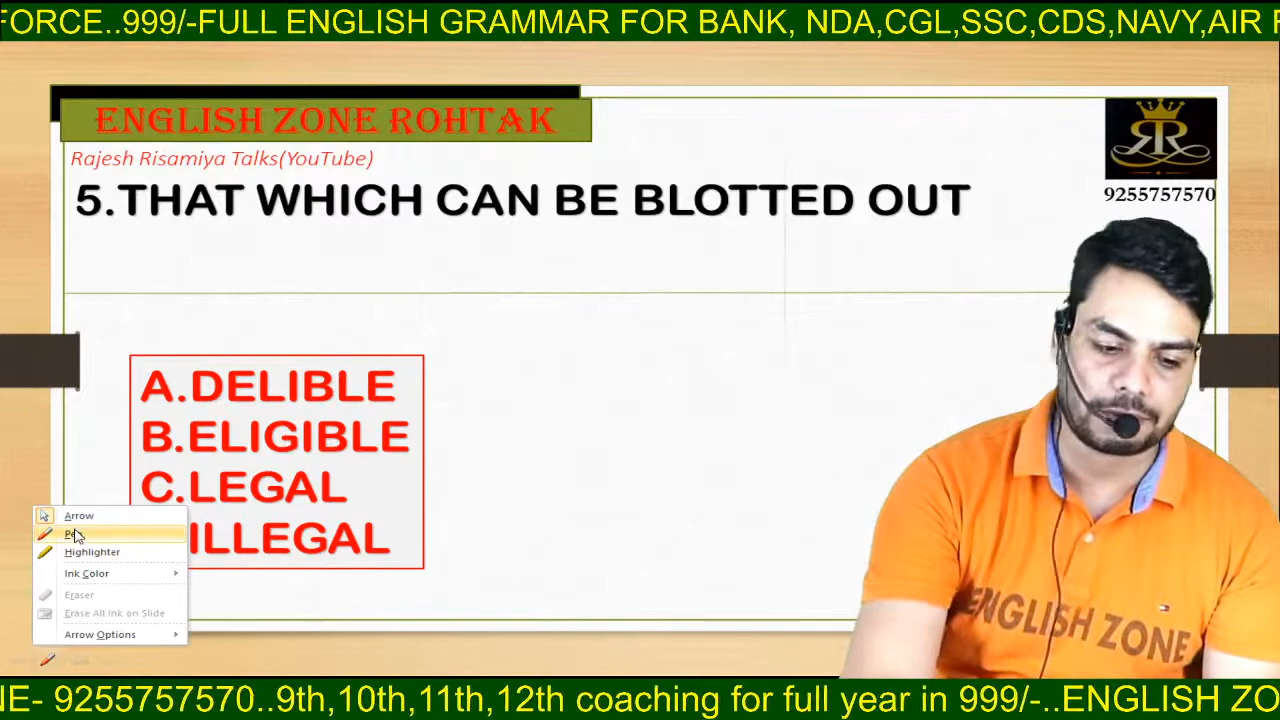 FORCE..999/-FULL ENGLISH GRAMMAR FOR BANK, NDA,CGL,SSC,CDS,NAVY,AIR
ENGLISH ZONE ROHTAK
Rajesh Risamiya Talks(YouTube)
9255757570
5.THAT WHICH CAN BE BLOTTED OUT
A.DELIBLE
B.ELIGIBLE
C.LEGAL
ILLEGAL
Arrow
Highlighter
Ink Color
Eraser
Erase All Ink on Slide
Arrow Options
ENGLISH ZONE
NE- 9255757570..9th,10th,11th,12th coaching for full year in 999/-..ENGLISH ZO